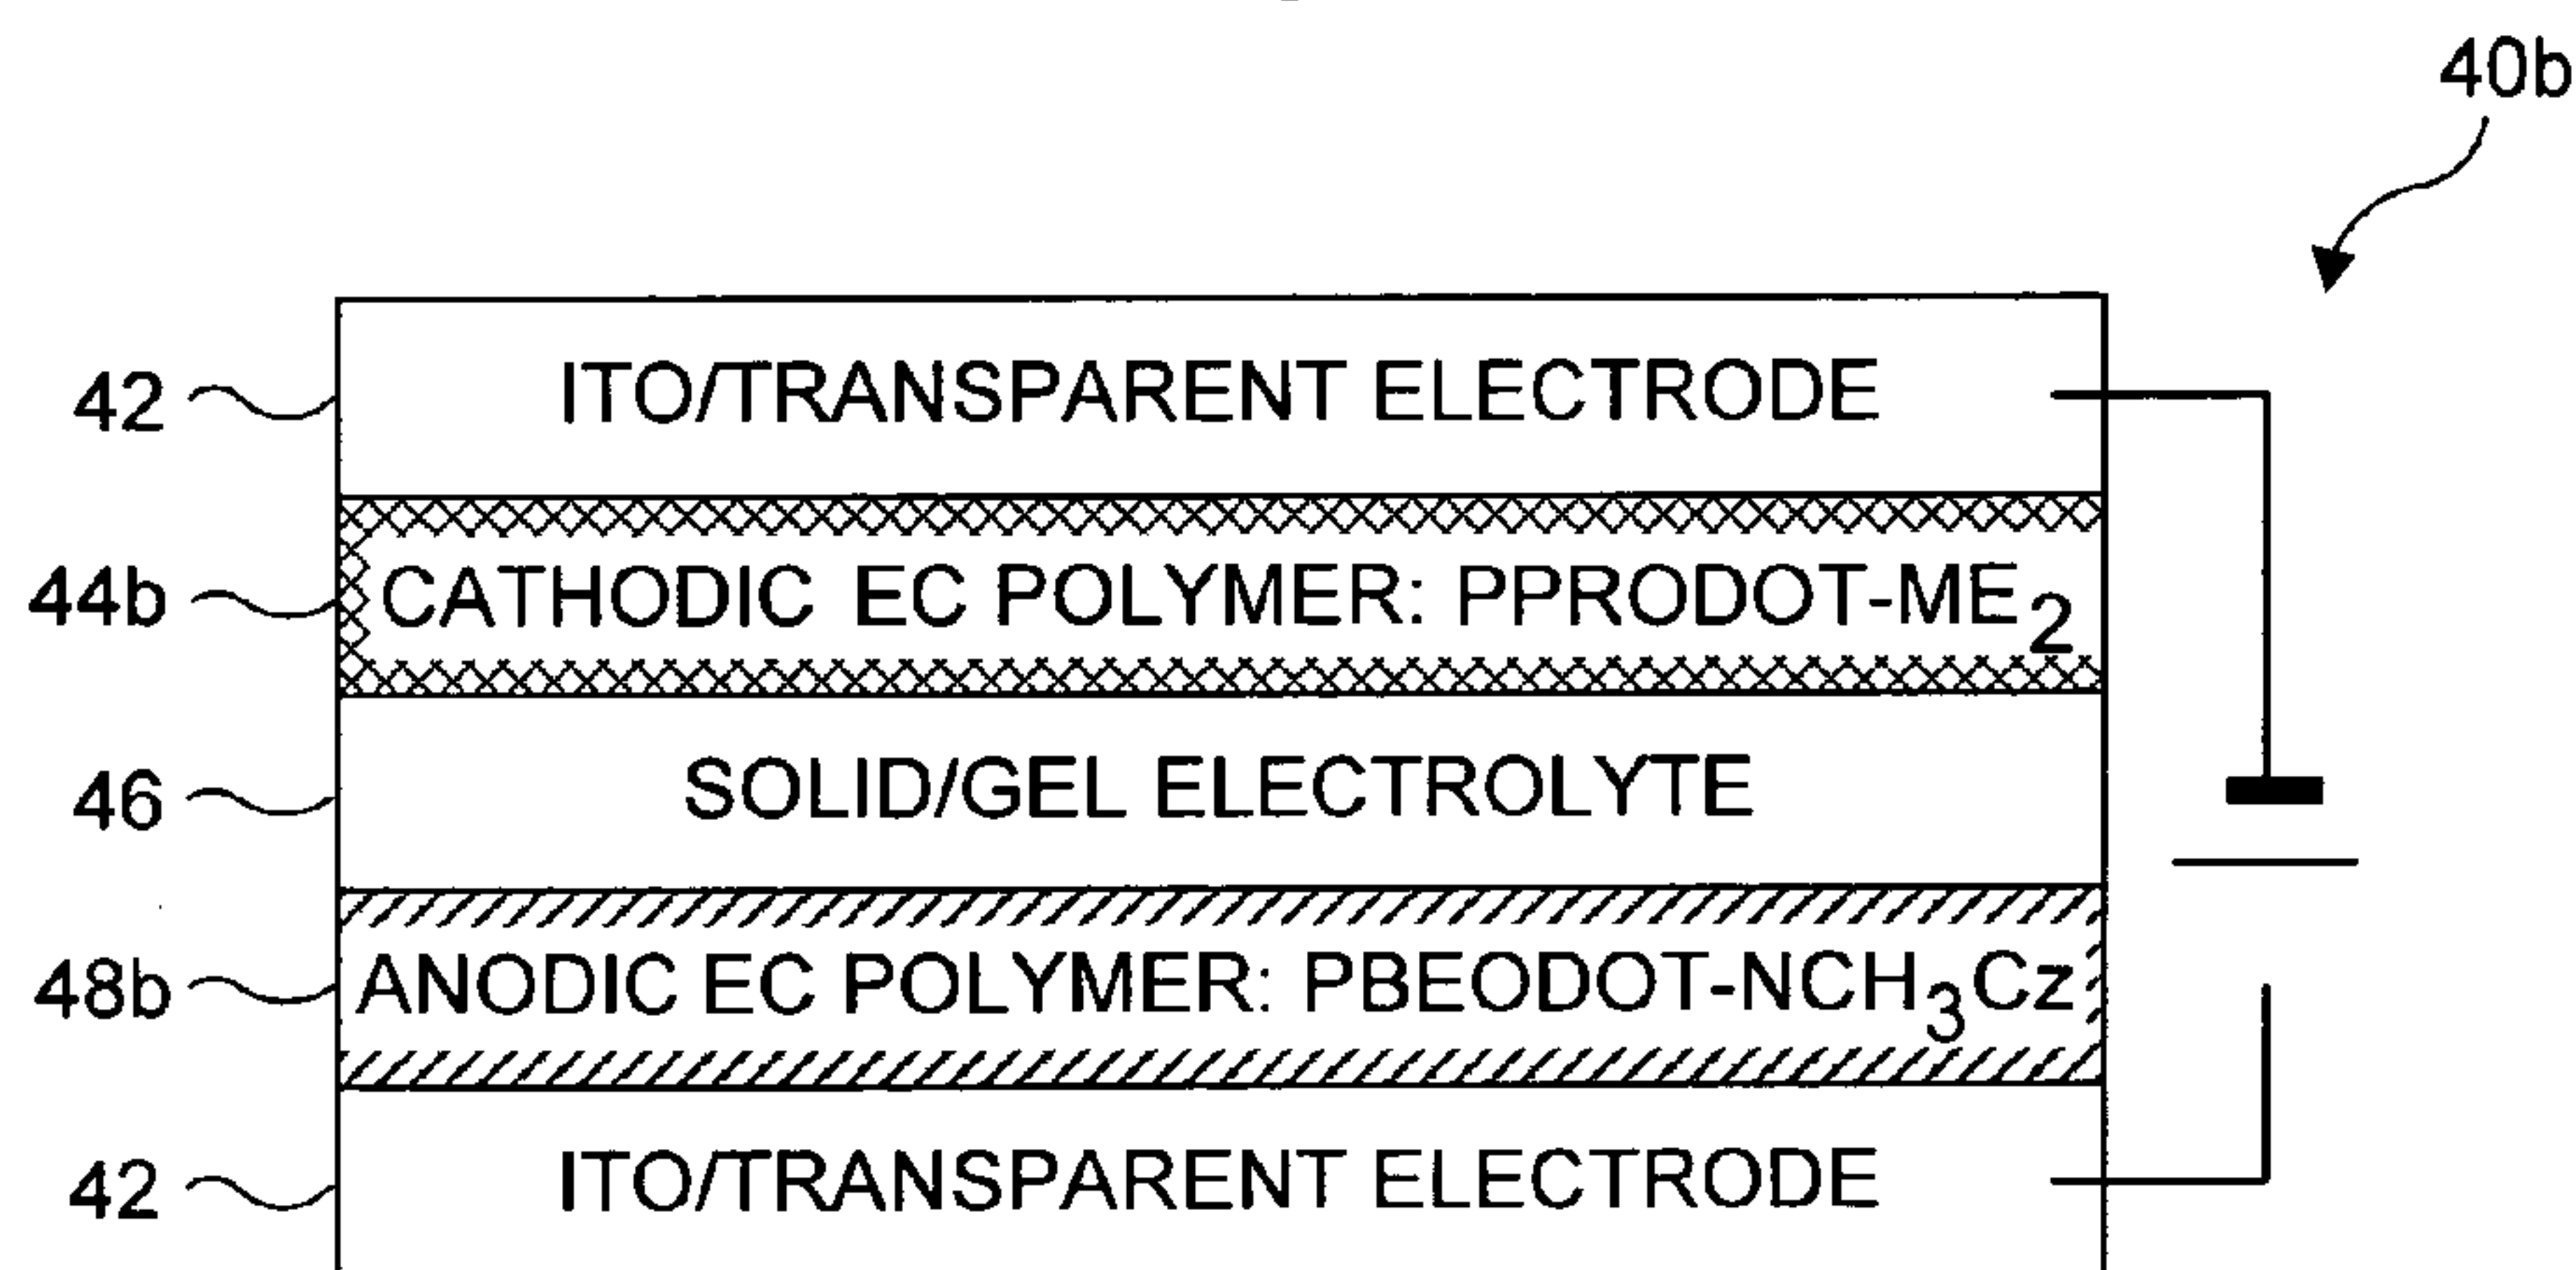 40b
42 ITO/TRANSPARENT ELECTRODE
44b CATHODIC EC POLYMER: PPRODOT-ME₂
46 SOLID/GEL ELECTROLYTE
48b ANODIC EC POLYMER: PBEODOT-NCH₃Cz
42 ITO/TRANSPARENT ELECTRODE